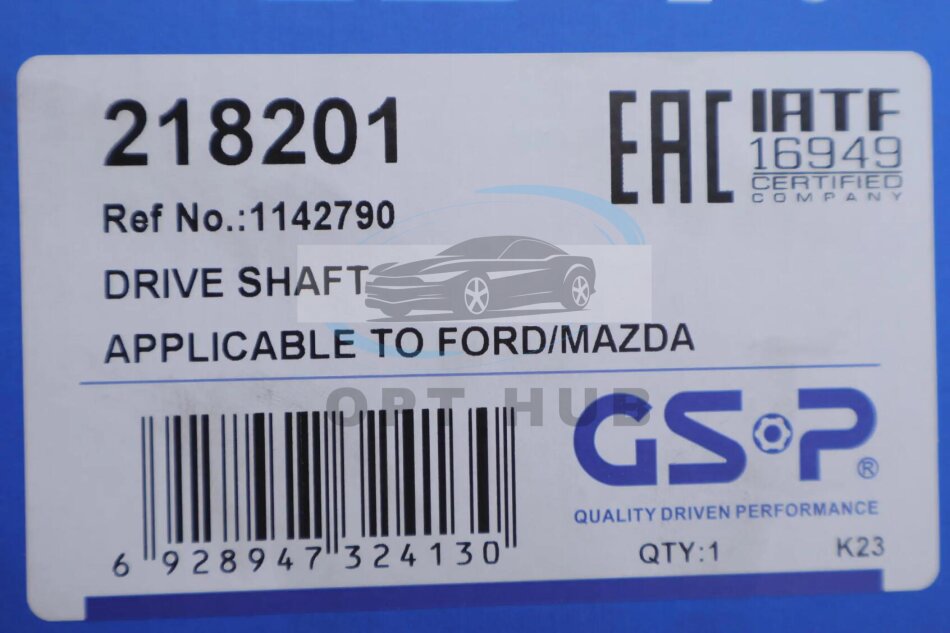 218201
EAC
IATF
16949
CERTIFIED
COMPANY
Ref No.:1142790
DRIVE SHAFT
APPLICABLE TO FORD/MAZDA
OPT HUB
GS·P®
QUALITY DRIVEN PERFORMANCE
6 928947 324130
QTY:1
K23